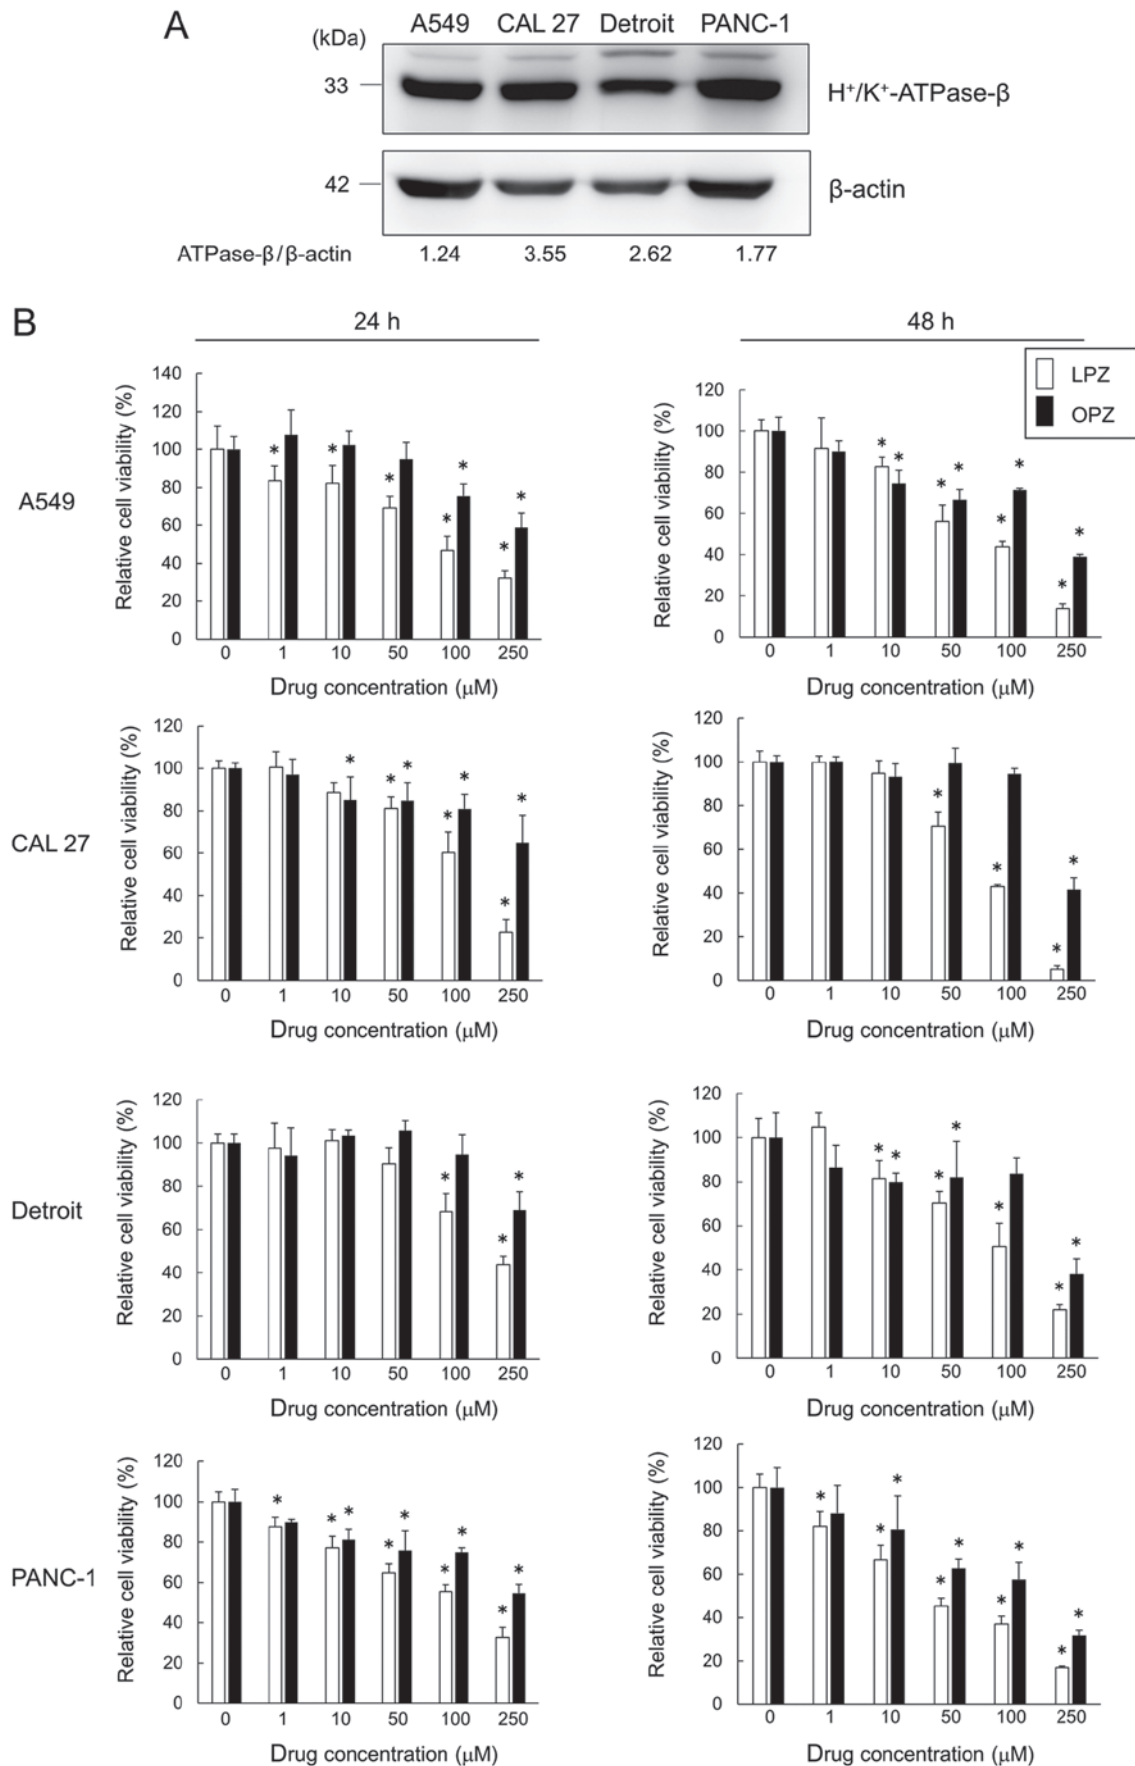 A
A549 CAL 27 Detroit PANC-1
(kDa)
33
H⁺/K⁺-ATPase-β
42
β-actin
ATPase-β/β-actin 1.24 3.55 2.62 1.77
B
24 h
48 h
LPZ
OPZ
A549
Relative cell viability (%)
140
120
100
80
60
40
20
0
* * * * * * *
0 1 10 50 100 250
Drug concentration (μM)
Relative cell viability (%)
120
100
80
60
40
20
0
* * * * * * * *
0 1 10 50 100 250
Drug concentration (μM)
CAL 27
Relative cell viability (%)
120
100
80
60
40
20
0
* * * * * * *
0 1 10 50 100 250
Drug concentration (μM)
Relative cell viability (%)
120
100
80
60
40
20
0
* * * *
0 1 10 50 100 250
Drug concentration (μM)
Detroit
Relative cell viability (%)
120
100
80
60
40
20
0
* * *
0 1 10 50 100 250
Drug concentration (μM)
Relative cell viability (%)
120
100
80
60
40
20
0
* * * * * * *
0 1 10 50 100 250
Drug concentration (μM)
PANC-1
Relative cell viability (%)
120
100
80
60
40
20
0
* * * * * * * * *
0 1 10 50 100 250
Drug concentration (μM)
Relative cell viability (%)
120
100
80
60
40
20
0
* * * * * * * * *
0 1 10 50 100 250
Drug concentration (μM)